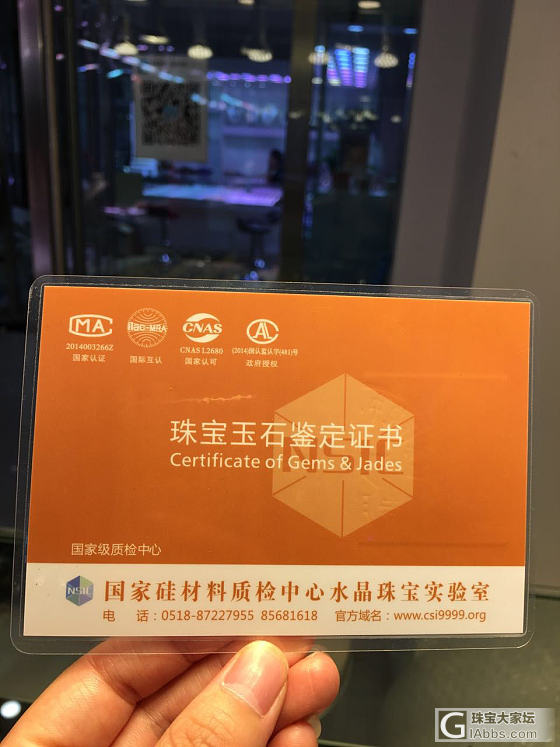 MA
ilac-MRA
CNAS
AL
2014003266Z
CNAS L2680
(2014)国认监认字(481)号
国家认证
国际互认
国家认可
政府授权
珠宝玉石鉴定证书
Certificate of Gems & Jades
NSIL
国家级质检中心
NSIL
国家硅材料质检中心水晶珠宝实验室
电 话：0518-87227955 85681618 官方域名：www.csi9999.org
珠宝大家坛
GIAbbs.com